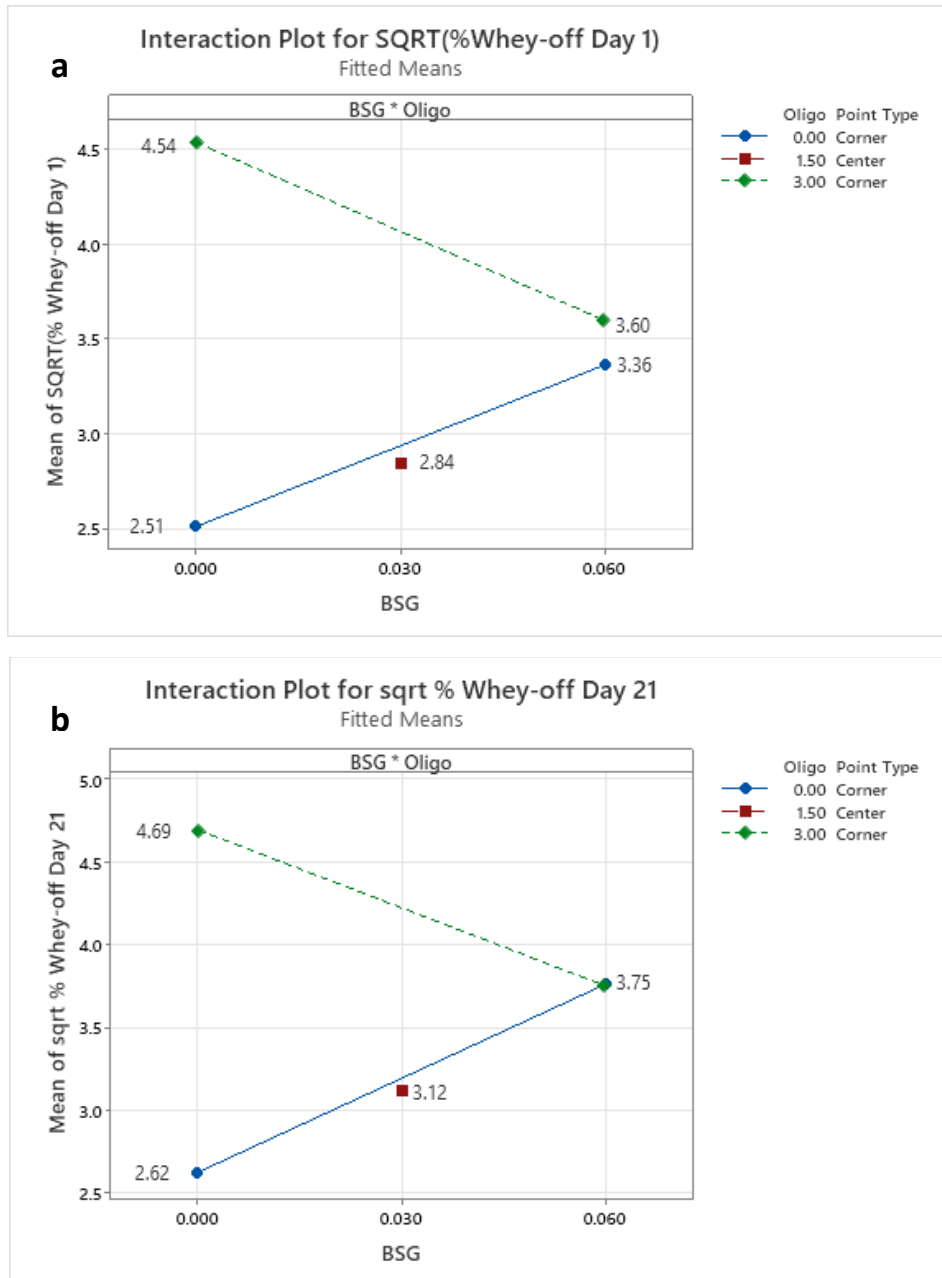 Interaction Plot for SQRT(%Whey-off Day 1)
a
Fitted Means
BSG * Oligo
Oligo Point Type
0.00 Corner
1.50 Center
3.00 Corner
Mean of SQRT(% Whey-off Day 1)
4.5
4.0
3.5
3.0
2.5
4.54
3.60
3.36
2.84
2.51
0.000 0.030 0.060
BSG
Interaction Plot for sqrt % Whey-off Day 21
b
Fitted Means
BSG * Oligo
Oligo Point Type
0.00 Corner
1.50 Center
3.00 Corner
Mean of sqrt % Whey-off Day 21
5.0
4.5
4.0
3.5
3.0
2.5
4.69
3.75
3.12
2.62
0.000 0.030 0.060
BSG